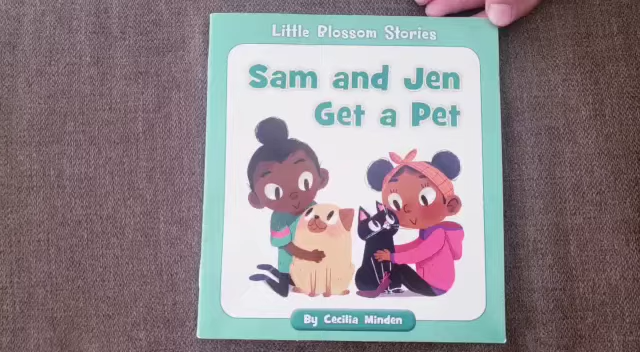 Little Blossom Stories
Sam and Jen
Get a Pet
By Cecilia Minden